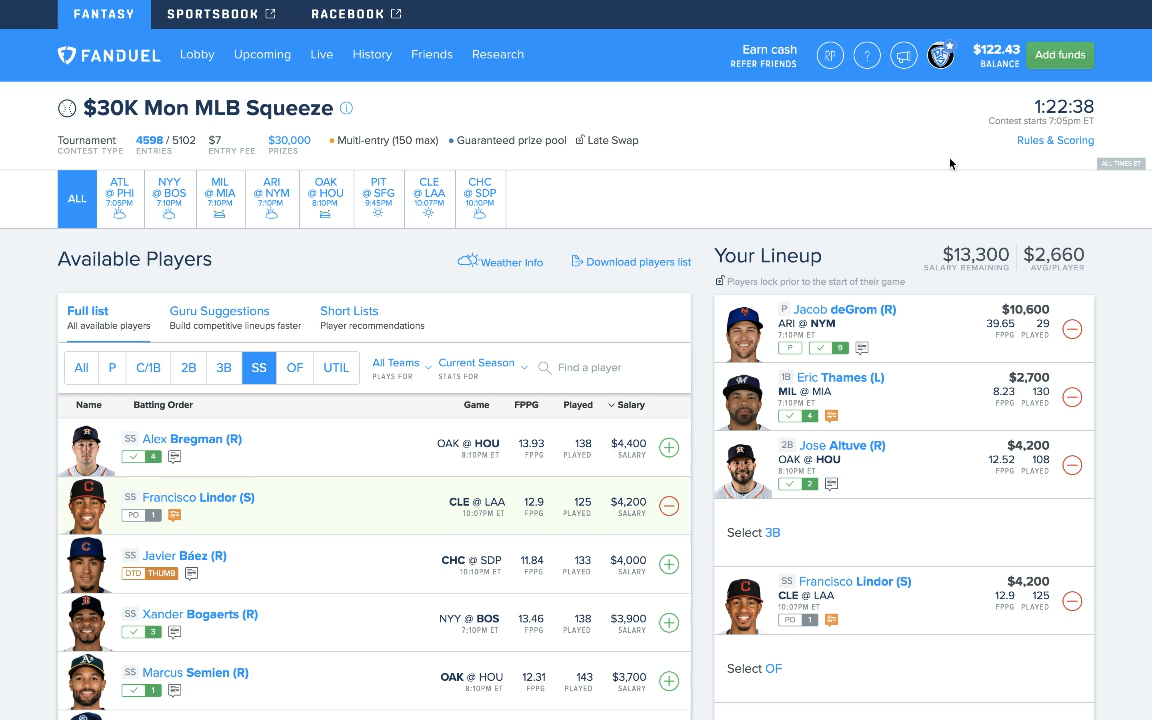 FANTASY SPORTSBOOK RACEBOOK
FANDUEL Lobby Upcoming Live History Friends Research
Earn cash
REFER FRIENDS
RP ?
$122.43
BALANCE
Add funds
$30K Mon MLB Squeeze
1:22:38
Contest starts 7:05pm ET
Tournament 4598 / 5102 $7 $30,000 Multi-entry (150 max) Guaranteed prize pool Late Swap
CONTEST TYPE ENTRIES ENTRY FEE PRIZES
Rules & Scoring
ALL TIMES ET
ALL
ATL
@ PHI
7:05PM
NYY
@ BOS
7:10PM
MIL
@ MIA
7:10PM
ARI
@ NYM
7:10PM
OAK
@ HOU
8:10PM
PIT
@ SFG
9:45PM
CLE
@ LAA
10:07PM
CHC
@ SDP
10:10PM
Available Players
Weather Info Download players list
Full list
All available players
Guru Suggestions
Build competitive lineups faster
Short Lists
Player recommendations
All P C/1B 2B 3B SS OF UTIL
All Teams
PLAYS FOR
Current Season
STATS FOR
Find a player
Name Batting Order Game FPPG Played Salary
SS Alex Bregman (R)
4
OAK @ HOU 13.93 138 $4,400
8:10PM ET FPPG PLAYED SALARY
SS Francisco Lindor (S)
PO 1
CLE @ LAA 12.9 125 $4,200
10:07PM ET FPPG PLAYED SALARY
SS Javier Báez (R)
DTD THUMB
CHC @ SDP 11.84 133 $4,000
10:10PM ET FPPG PLAYED SALARY
SS Xander Bogaerts (R)
3
NYY @ BOS 13.46 138 $3,900
7:10PM ET FPPG PLAYED SALARY
SS Marcus Semien (R)
1
OAK @ HOU 12.31 143 $3,700
8:10PM ET FPPG PLAYED SALARY
Your Lineup
$13,300 $2,660
SALARY REMAINING AVG/PLAYER
Players lock prior to the start of their game
P Jacob deGrom (R) $10,600
ARI @ NYM 39.65 29
7:10PM ET FPPG PLAYED
P 9
1B Eric Thames (L) $2,700
MIL @ MIA 8.23 130
7:10PM ET FPPG PLAYED
4
2B Jose Altuve (R) $4,200
OAK @ HOU 12.52 108
8:10PM ET FPPG PLAYED
2
Select 3B
SS Francisco Lindor (S) $4,200
CLE @ LAA 12.9 125
10:07PM ET FPPG PLAYED
PO 1
Select OF